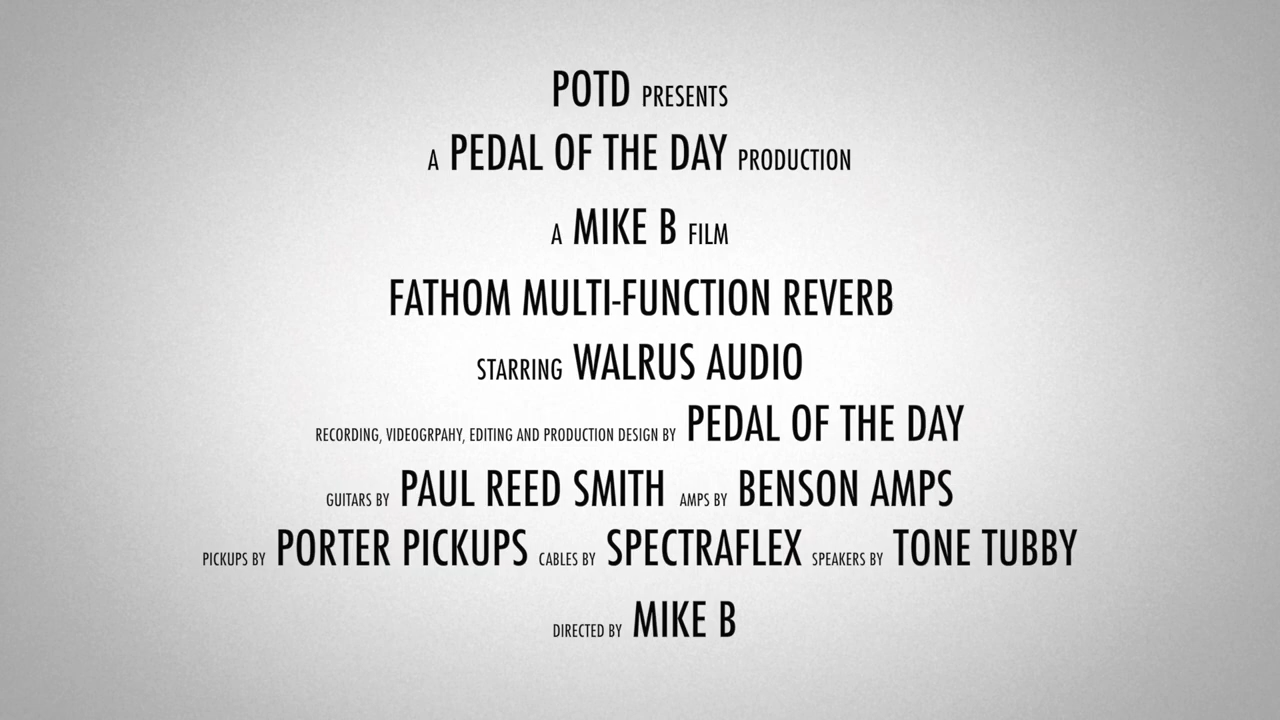 POTD PRESENTS
A PEDAL OF THE DAY PRODUCTION
A MIKE B FILM
FATHOM MULTI-FUNCTION REVERB
STARRING WALRUS AUDIO
RECORDING, VIDEOGRPAHY, EDITING AND PRODUCTION DESIGN BY PEDAL OF THE DAY
GUITARS BY PAUL REED SMITH AMPS BY BENSON AMPS
PICKUPS BY PORTER PICKUPS CABLES BY SPECTRAFLEX SPEAKERS BY TONE TUBBY
DIRECTED BY MIKE B